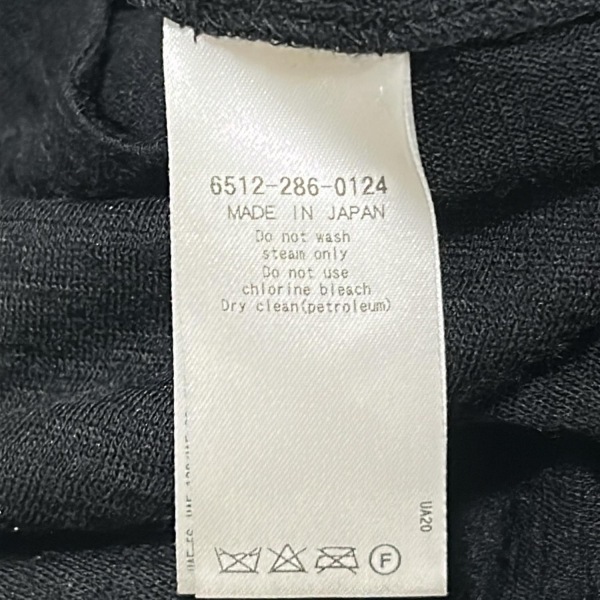 6512-286-0124
MADE IN JAPAN
Do not wash
steam only
Do not use
chlorine bleach
Dry clean(petroleum)
UA20
F